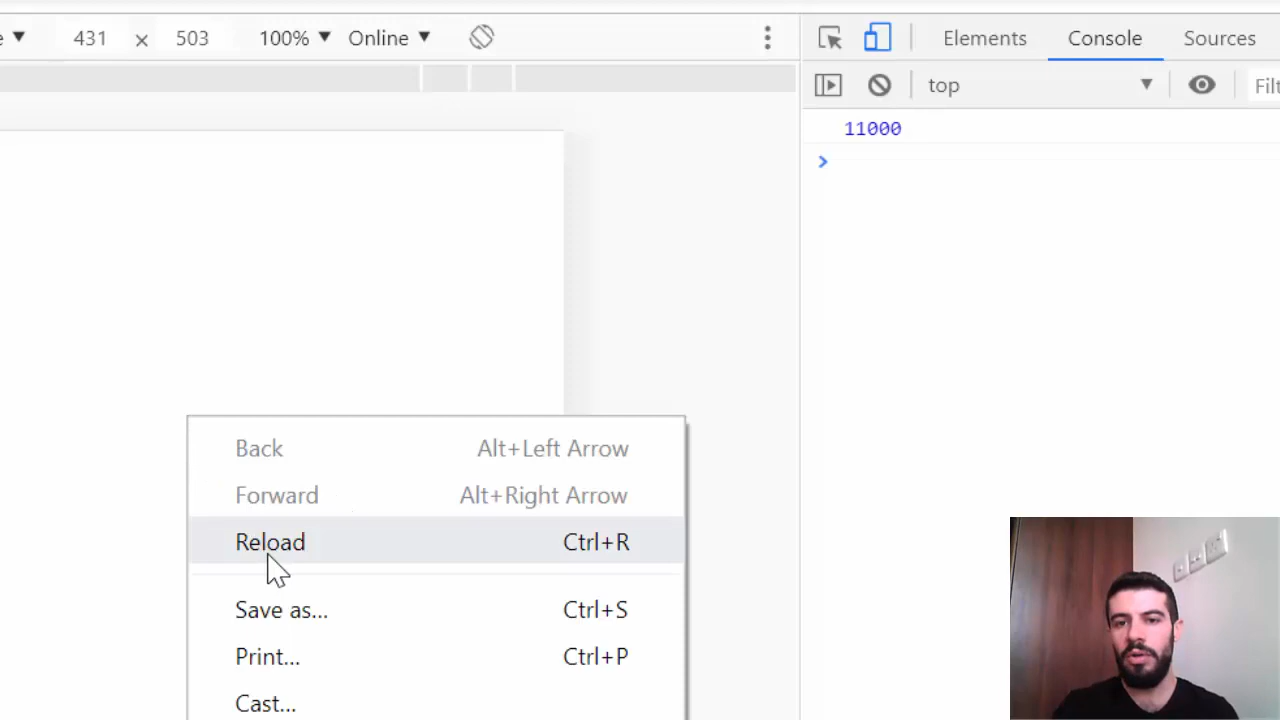 431 x 503 100% Online
Elements Console Sources
top
11000
Back Alt+Left Arrow
Forward Alt+Right Arrow
Reload Ctrl+R
Save as... Ctrl+S
Print... Ctrl+P
Cast...